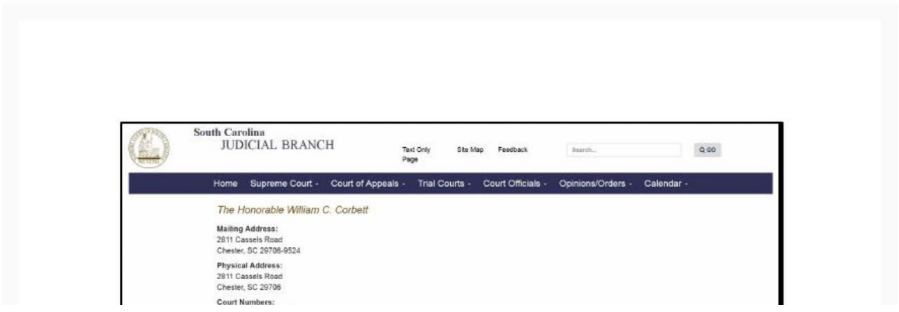 South Carolina
JUDICIAL BRANCH
Text Only Page
Site Map
Feedback
Search...
GO
Home Supreme Court - Court of Appeals - Trial Courts - Court Officials - Opinions/Orders - Calendar -
The Honorable William C. Corbett
Mailing Address:
2811 Cassels Road
Chester, SC 29706-9524
Physical Address:
2811 Cassels Road
Chester, SC 29706
Court Numbers: